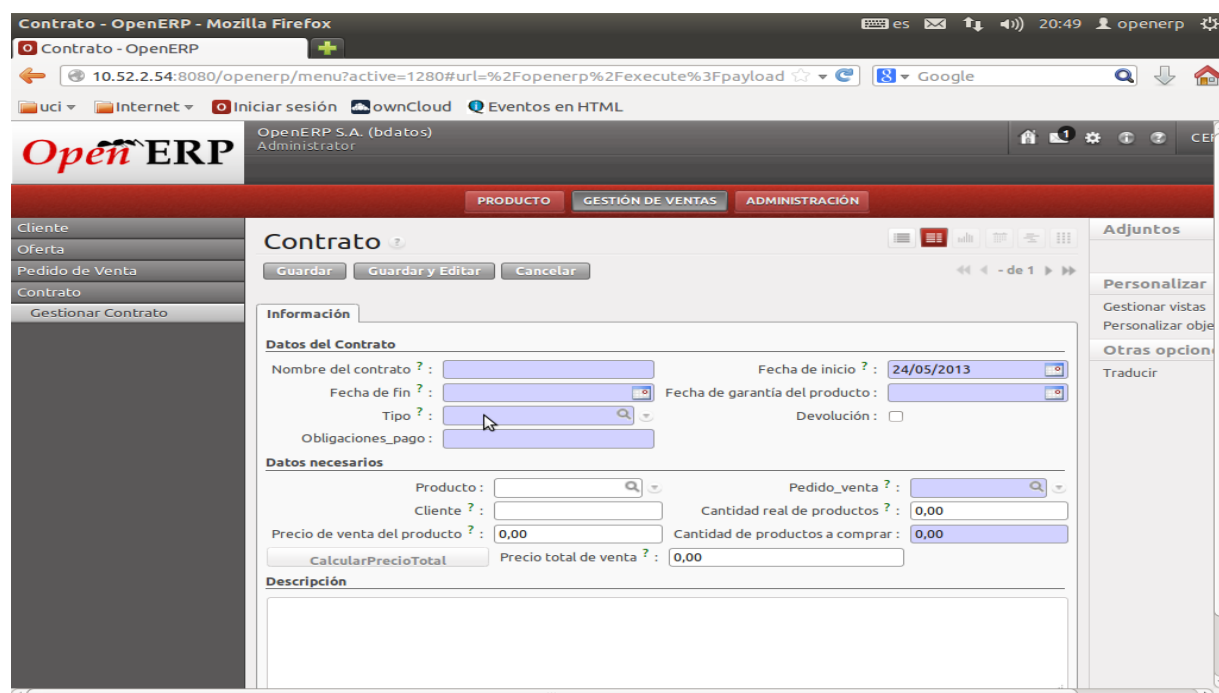 Contrato - OpenERP - Mozilla Firefox es 20:49 openerp
Contrato - OpenERP
10.52.2.54:8080/openerp/menu?active=1280#url=%2Fopenerp%2Fexecute%3Fpayload Google
uci Internet Iniciar sesión ownCloud Eventos en HTML
Open ERP
OpenERP S.A. (bdatos)
Administrator
1
PRODUCTO GESTIÓN DE VENTAS ADMINISTRACIÓN
Cliente
Oferta
Pedido de Venta
Contrato
Gestionar Contrato
Contrato ?
Guardar Guardar y Editar Cancelar - de 1
Información
Datos del Contrato
Nombre del contrato ? : Fecha de inicio ? : 24/05/2013
Fecha de fin ? : Fecha de garantía del producto :
Tipo ? : Devolución :
Obligaciones_pago :
Datos necesarios
Producto : Pedido_venta ? :
Cliente ? : Cantidad real de productos ? : 0,00
Precio de venta del producto ? : 0,00 Cantidad de productos a comprar : 0,00
CalcularPrecioTotal Precio total de venta ? : 0,00
Descripción
Adjuntos
Personalizar
Gestionar vistas
Personalizar obje
Otras opcion
Traducir